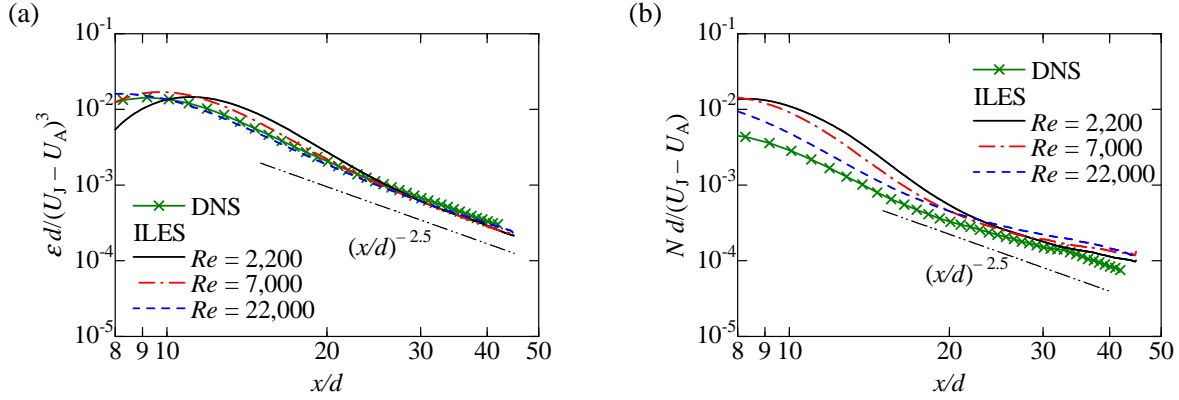 (a)
10⁻¹
10⁻²
10⁻³
10⁻⁴
10⁻⁵
ε d/(U_J − U_A)³
DNS
ILES
Re = 2,200
Re = 7,000
Re = 22,000
(x/d)⁻²·⁵
8 9 10 20 30 40 50
x/d
(b)
10⁻¹
10⁻²
10⁻³
10⁻⁴
10⁻⁵
N d/(U_J − U_A)
DNS
ILES
Re = 2,200
Re = 7,000
Re = 22,000
(x/d)⁻²·⁵
8 9 10 20 30 40 50
x/d